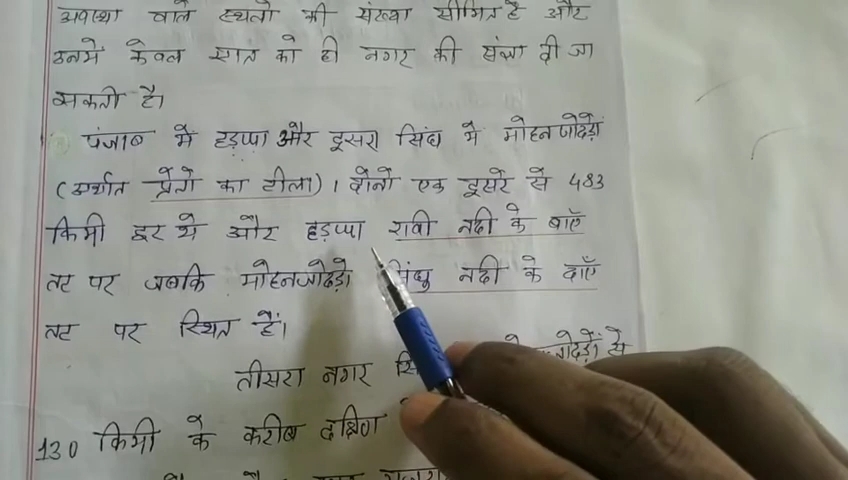 अवस्था वाले स्थलों की संख्या सीमित है और
उनमें केवल सात को ही नगर की संज्ञा दी जा
सकती है।
पंजाब में हड़प्पा और दूसरा सिंध में मोहनजोदड़ों
(अर्थात प्रेतों का टीला)। दोनों एक दूसरे से 483
किमी दूर थे और हड़प्पा रावी नदी के बाएँ
तट पर जबकि मोहनजोदड़ो सिंधु नदी के दाएँ
तट पर स्थित हैं।
तीसरा नगर से
130 किमी के करीब दक्षिण